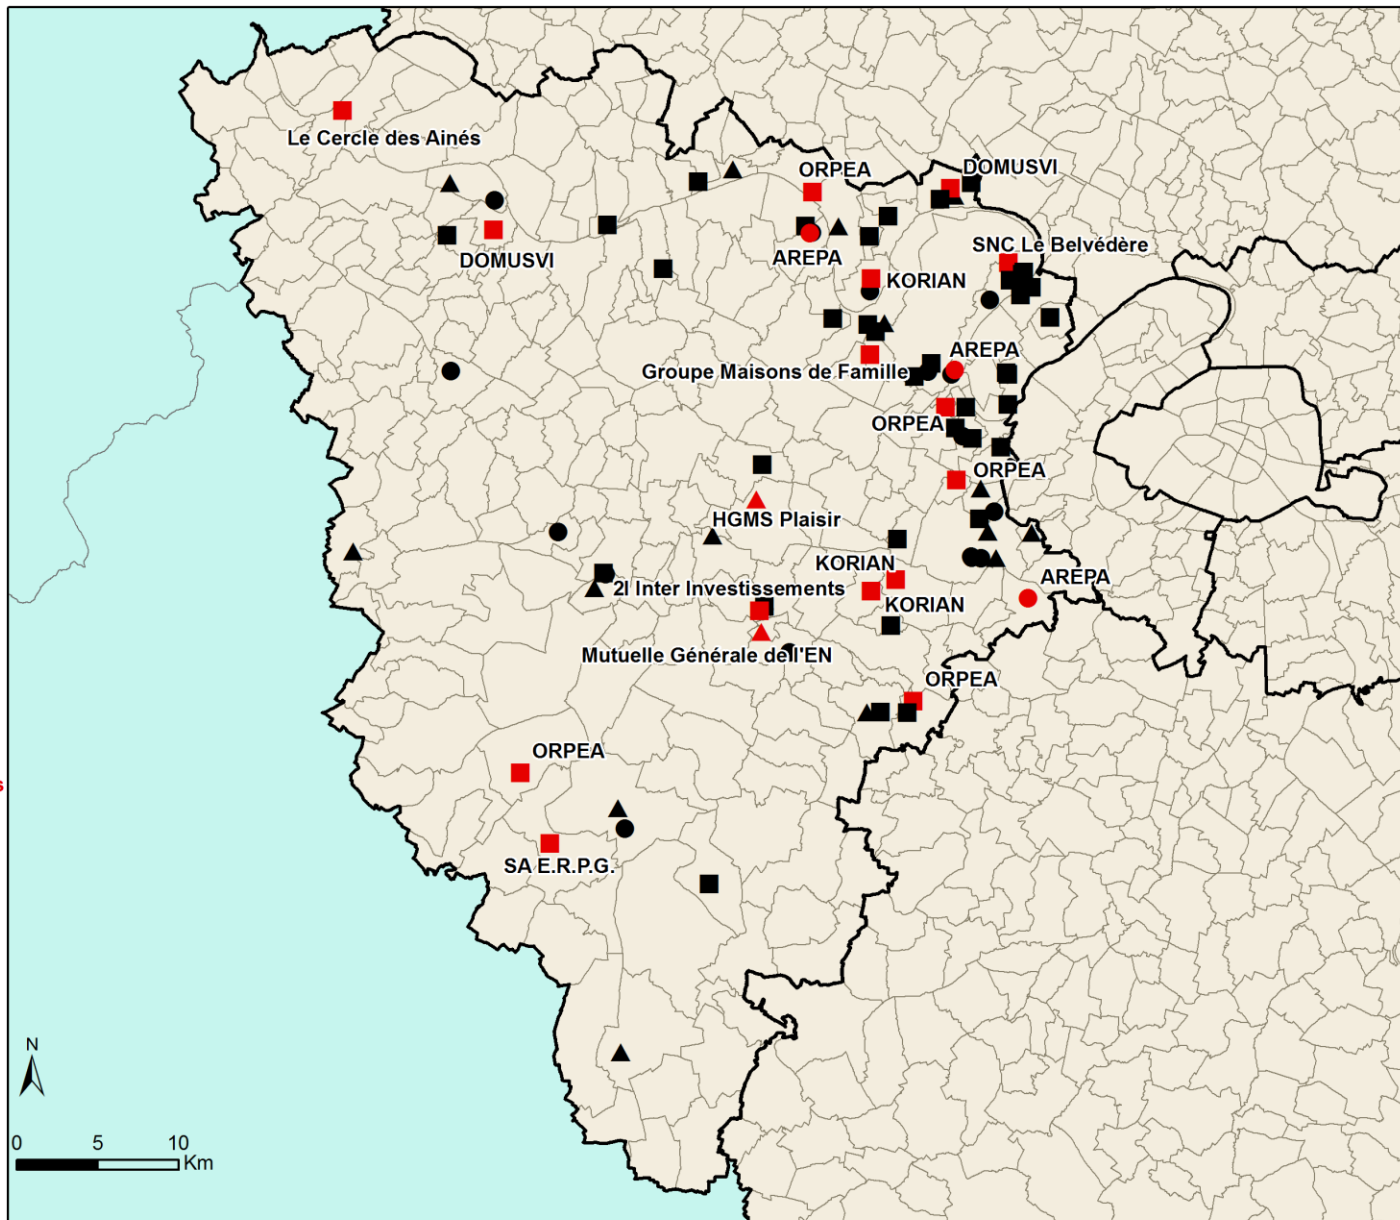 Le Cercle des Ainés
ORPEA
DOMUSVI
SNC Le Belvédère
DOMUSVI
AREPA
KORIAN
AREPA
Groupe Maisons de Famille
ORPEA
ORPEA
HGMS Plaisir
KORIAN
AREPA
2I Inter Investissements
KORIAN
Mutuelle Générale de l'EN
ORPEA
ORPEA
s
SA E.R.P.G.
N
0 5 10
Km